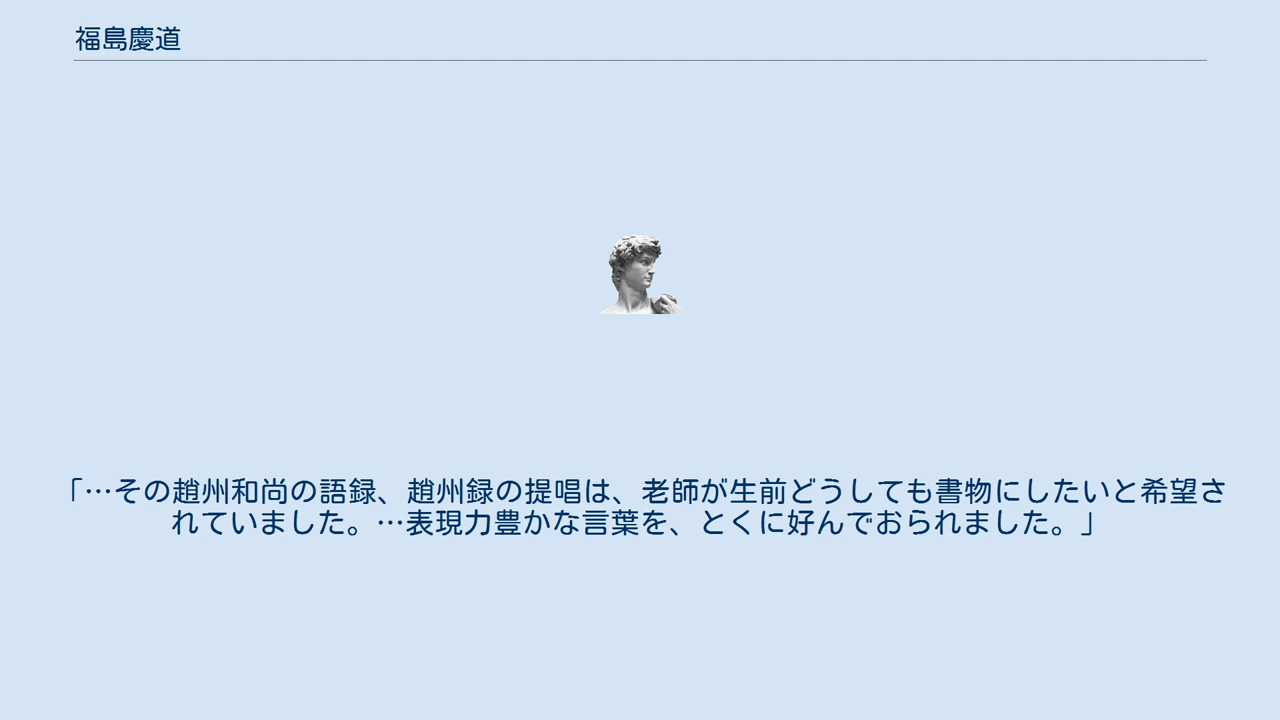 福島慶道
「…その趙州和尚の語録、趙州録の提唱は、老師が生前どうしても書物にしたいと希望さ
れていました。…表現力豊かな言葉を、とくに好んでおられました。」